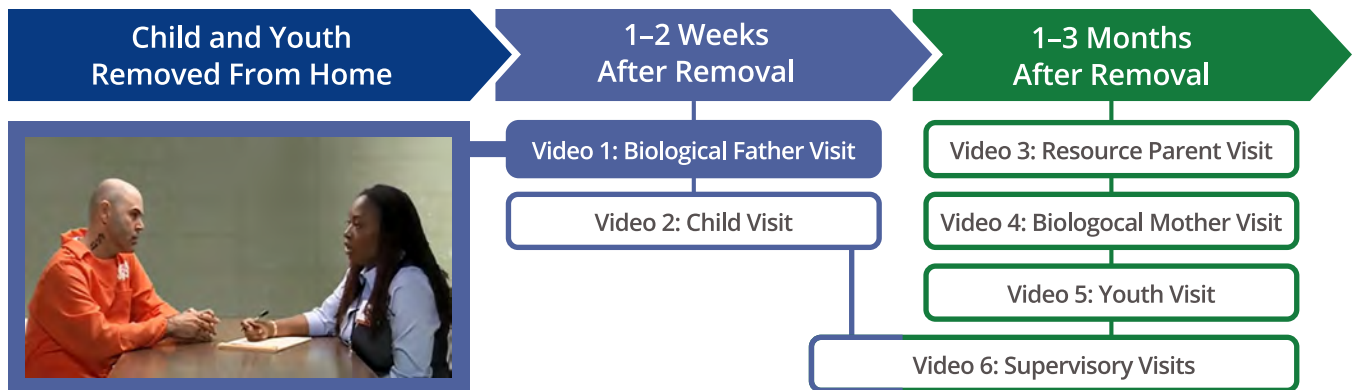 Child and Youth
Removed From Home
1–2 Weeks
After Removal
1–3 Months
After Removal
Video 1: Biological Father Visit
Video 2: Child Visit
Video 3: Resource Parent Visit
Video 4: Biologocal Mother Visit
Video 5: Youth Visit
Video 6: Supervisory Visits